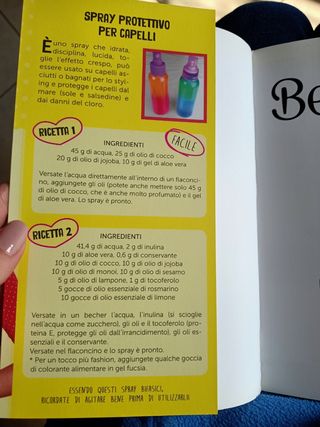 SPRAY PROTETTIVO
PER CAPELLI
È uno spray che idrata,
disciplina, lucida, to-
glie l'effetto crespo, può
essere usato su capelli as-
ciutti o bagnati per lo sty-
ling e protegge i capelli dal
mare (sole e salsedine) e
dai danni del cloro.
RICETTA 1
FACILE
INGREDIENTI
45 g di acqua, 25 g di olio di cocco
20 g di olio di jojoba, 10 g di gel di aloe vera
Versate l'acqua direttamente all'interno di un flaconci-
no, aggiungete gli oli (potete anche mettere solo 45 g
di olio di cocco, che è anche molto profumato) e il gel
di aloe vera. Lo spray è pronto.
RICETTA 2
INGREDIENTI
41,4 g di acqua, 2 g di inulina
10 g di aloe vera, 0,6 g di conservante
10 g di olio di cocco, 10 g di olio di jojoba
10 g di olio di monoi, 10 g di olio di sesamo
5 g di olio di lampone, 1 g di tocoferolo
5 gocce di olio essenziale di rosmarino
10 gocce di olio essenziale di limone
Versate in un becher l'acqua, l'inulina (si scioglie
nell'acqua come zucchero), gli oli e il tocoferolo (pro-
teina E, protegge gli oli dall'irrancidimento), gli oli es-
senziali e il conservante.
Versate nel flaconcino e lo spray è pronto.
* Per un tocco più fashion, aggiungete qualche goccia
di colorante alimentare in gel fucsia.
ESSENDO QUESTI SPRAY BIFASICI,
RICORDATE DI AGITARE BENE PRIMA DI UTILIZZARLI!
Be